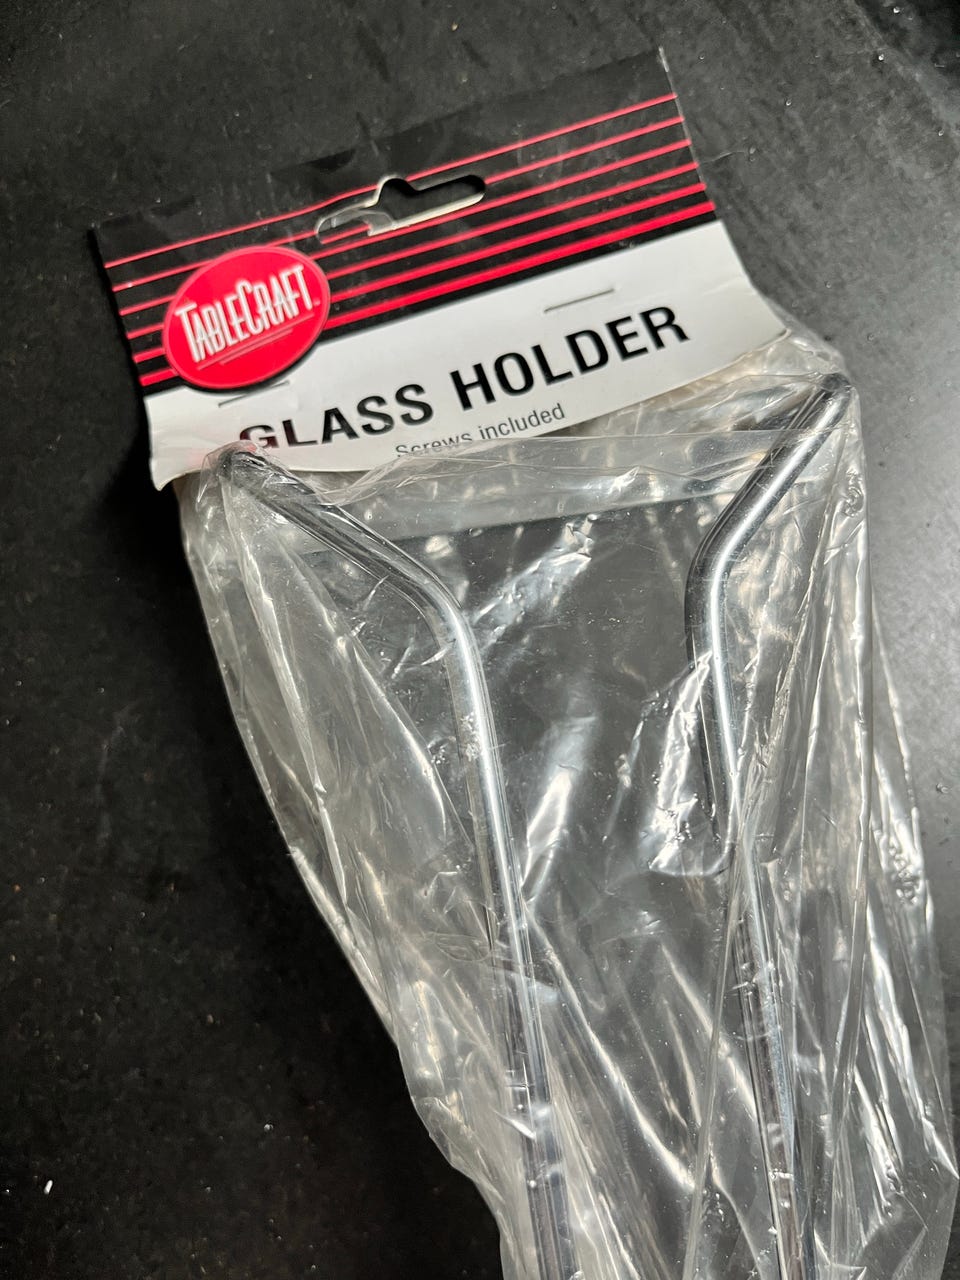 TABLECRAFT
GLASS HOLDER
Screws included